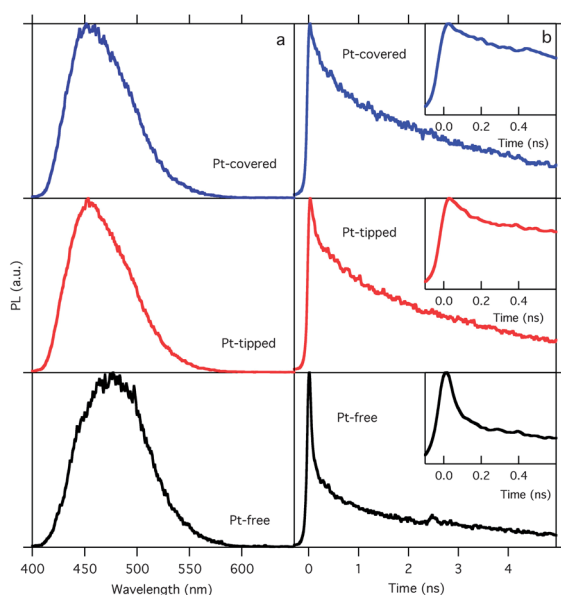 a
b
Pt-covered
Pt-covered
0.0 0.2 0.4
Time (ns)
PL (a.u.)
Pt-tipped
Pt-tipped
0.0 0.2 0.4
Time (ns)
Pt-free
Pt-free
0.0 0.2 0.4
Time (ns)
400 450 500 550 600
0 1 2 3 4
Wavelength (nm)
Time (ns)